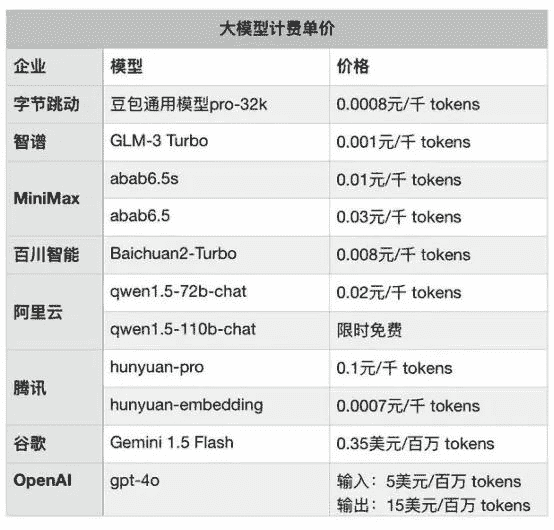 大模型计费单价
企业 模型 价格
字节跳动 豆包通用模型pro-32k 0.0008元/千 tokens
智谱 GLM-3 Turbo 0.001元/千 tokens
MiniMax abab6.5s 0.01元/千 tokens
abab6.5 0.03元/千 tokens
百川智能 Baichuan2-Turbo 0.008元/千 tokens
阿里云 qwen1.5-72b-chat 0.02元/千 tokens
qwen1.5-110b-chat 限时免费
腾讯 hunyuan-pro 0.1元/千 tokens
hunyuan-embedding 0.0007元/千 tokens
谷歌 Gemini 1.5 Flash 0.35美元/百万 tokens
OpenAI gpt-4o 输入：5美元/百万 tokens
输出：15美元/百万 tokens